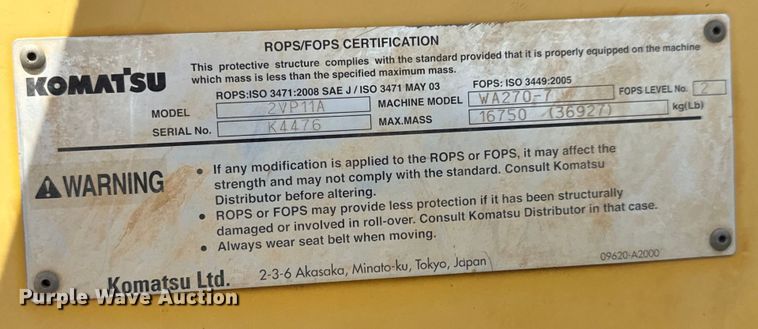 ROPS/FOPS CERTIFICATION
KOMATSU
This protective structure complies with the standard provided that it is properly equipped on the machine
which mass is less than the specified maximum mass.
ROPS:ISO 3471:2008 SAE J / ISO 3471 MAY 03 FOPS: ISO 3449:2005
MODEL 2VP11A MACHINE MODEL WA270-7 FOPS LEVEL No. 2
SERIAL No. K4476 MAX.MASS 16750 (36927) kg(Lb)
WARNING
• If any modification is applied to the ROPS or FOPS, it may affect the
strength and may not comply with the standard. Consult Komatsu
Distributor before altering.
• ROPS or FOPS may provide less protection if it has been structurally
damaged or involved in roll-over. Consult Komatsu Distributor in that case.
• Always wear seat belt when moving.
Komatsu Ltd. 2-3-6 Akasaka, Minato-ku, Tokyo, Japan 09620-A2000
Purple Wave Auction